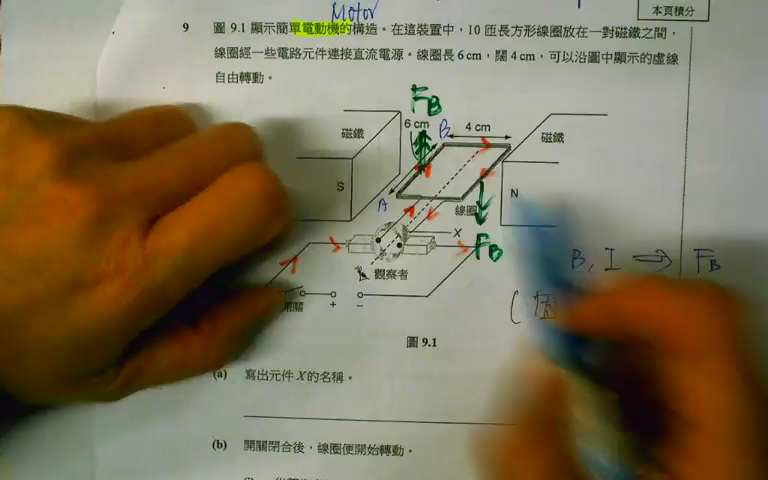 Motor
本頁積分
9 圖 9.1 顯示簡單電動機的構造。在這裝置中，10 匝長方形線圈放在一對磁鐵之間，
線圈經一些電路元件連接直流電源。線圈長 6 cm，闊 4 cm，可以沿圖中顯示的虛線
自由轉動。
FB
6 cm B 4 cm
磁鐵 磁鐵
S N
A 線圈
X
FB
觀察者
B, I ⇒ FB
開關 + −
(
圖 9.1
(a) 寫出元件 X 的名稱。
(b) 開關閉合後，線圈便開始轉動。